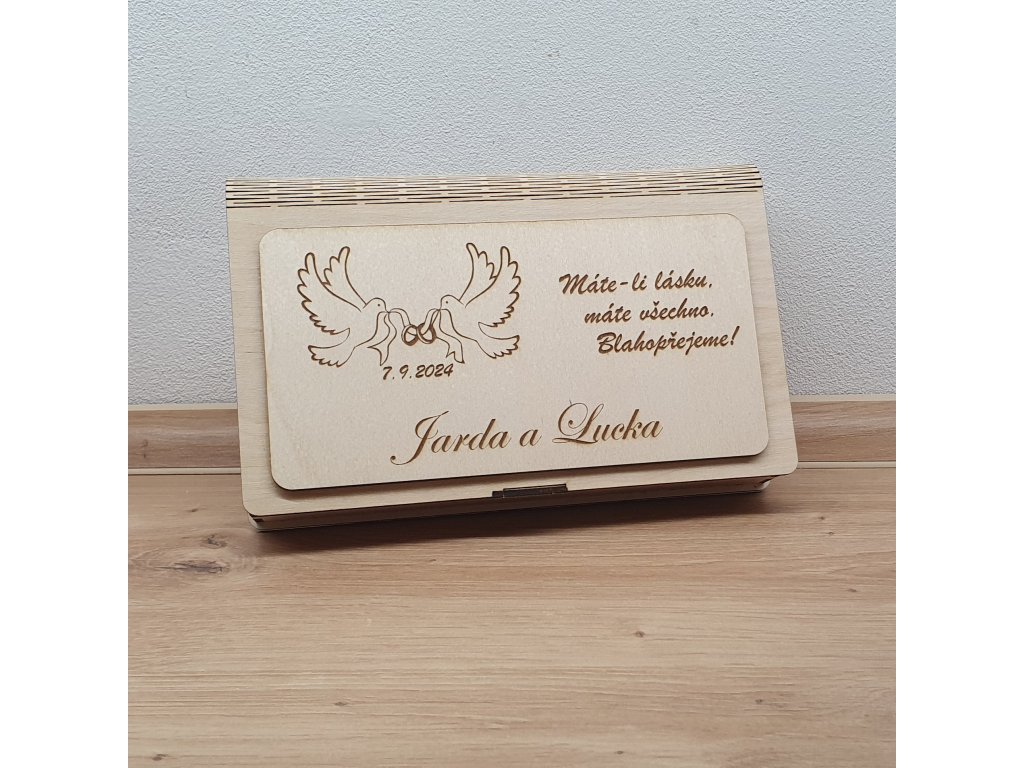 Máte-li lásku,
máte všechno.
Blahopřejeme!
7.9.2024
Jarda a Lucka